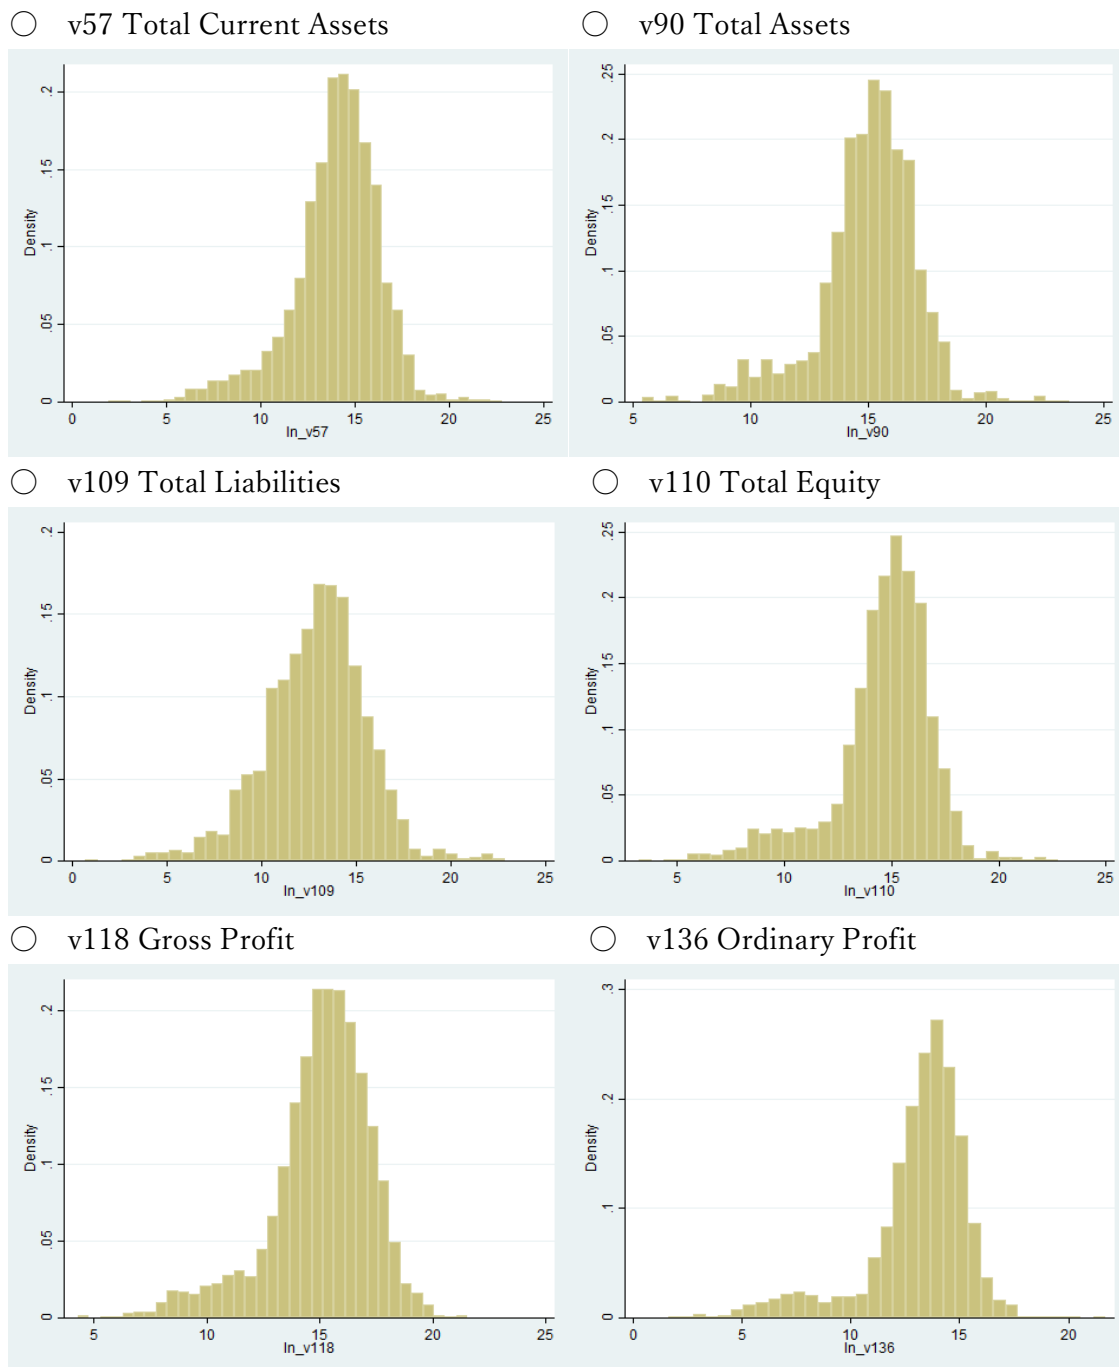 ○ v57 Total Current Assets
○ v90 Total Assets
.2
.15
.1
.05
0
Density
0 5 10 15 20 25
ln_v57
.25
.2
.15
.1
.05
0
Density
5 10 15 20 25
ln_v90
○ v109 Total Liabilities
○ v110 Total Equity
.2
.15
.1
.05
0
Density
0 5 10 15 20 25
ln_v109
.25
.2
.15
.1
.05
0
Density
5 10 15 20 25
ln_v110
○ v118 Gross Profit
○ v136 Ordinary Profit
.2
.15
.1
.05
0
Density
5 10 15 20 25
ln_v118
.3
.2
.1
0
Density
0 5 10 15 20
ln_v136